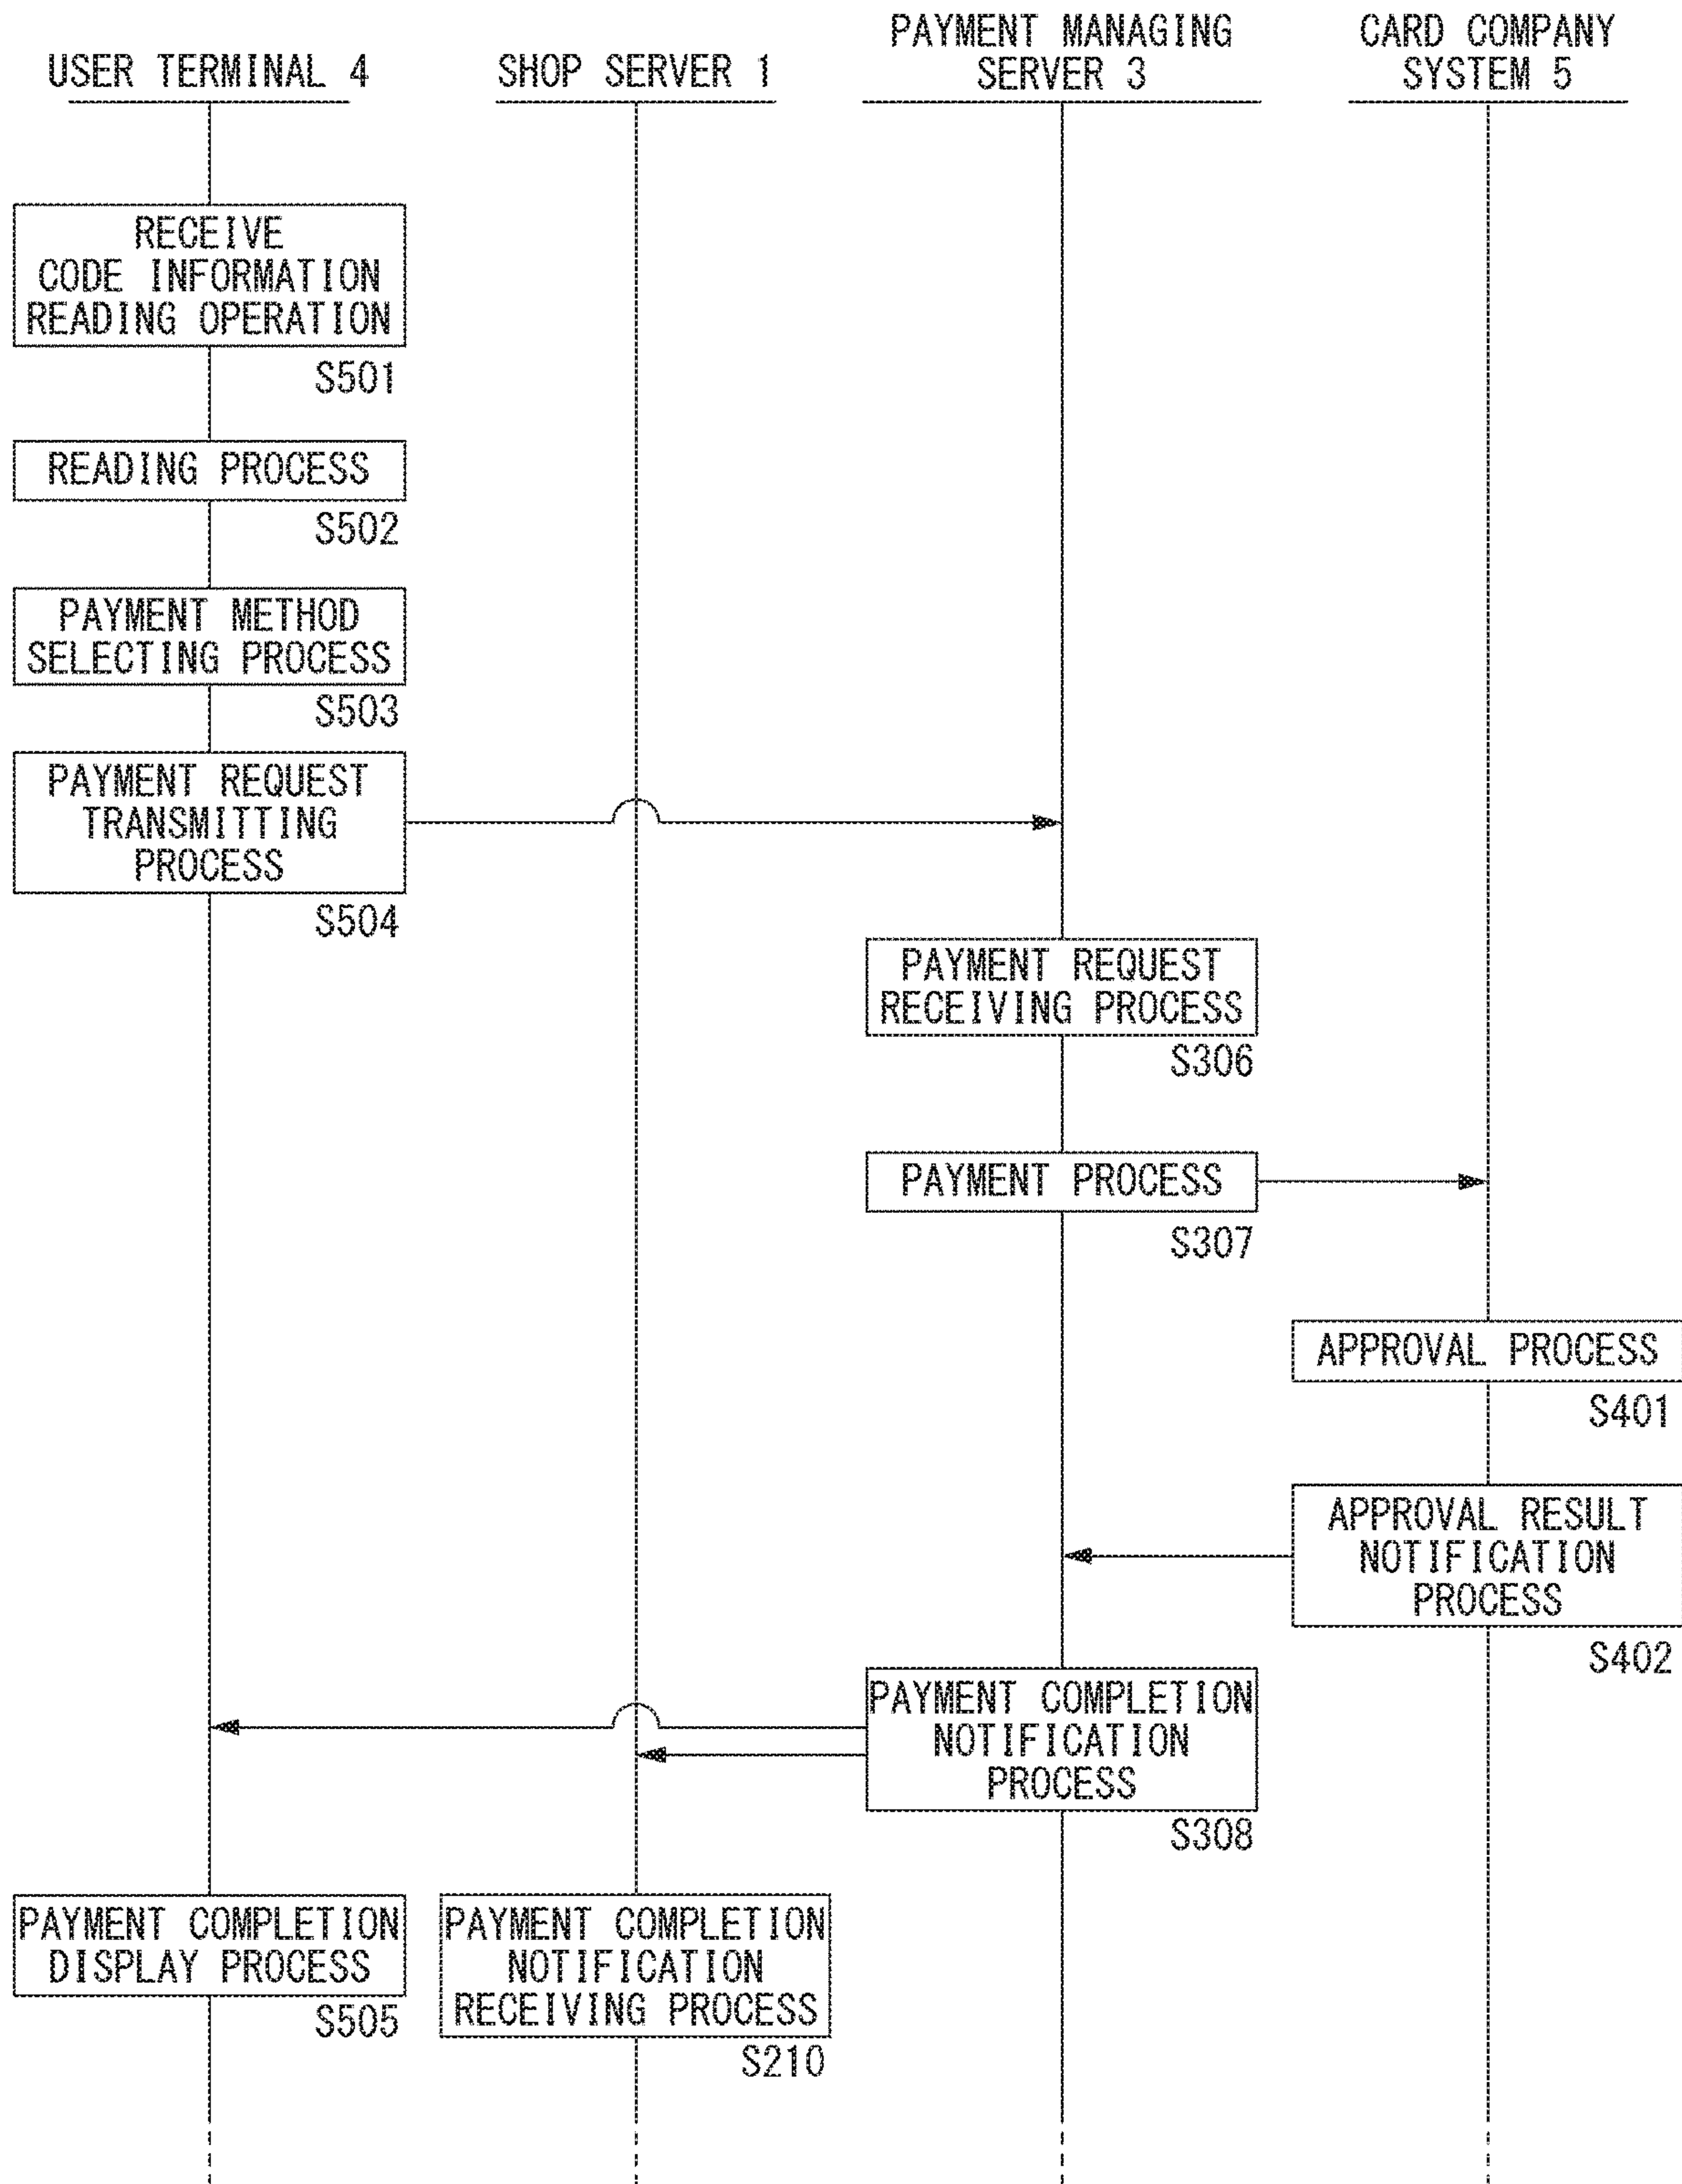 USER TERMINAL 4
SHOP SERVER 1
PAYMENT MANAGING
SERVER 3
CARD COMPANY
SYSTEM 5
RECEIVE
CODE INFORMATION
READING OPERATION
S501
READING PROCESS
S502
PAYMENT METHOD
SELECTING PROCESS
S503
PAYMENT REQUEST
TRANSMITTING
PROCESS
S504
PAYMENT REQUEST
RECEIVING PROCESS
S306
PAYMENT PROCESS
S307
APPROVAL PROCESS
S401
APPROVAL RESULT
NOTIFICATION
PROCESS
S402
PAYMENT COMPLETION
NOTIFICATION
PROCESS
S308
PAYMENT COMPLETION
DISPLAY PROCESS
S505
PAYMENT COMPLETION
NOTIFICATION
RECEIVING PROCESS
S210